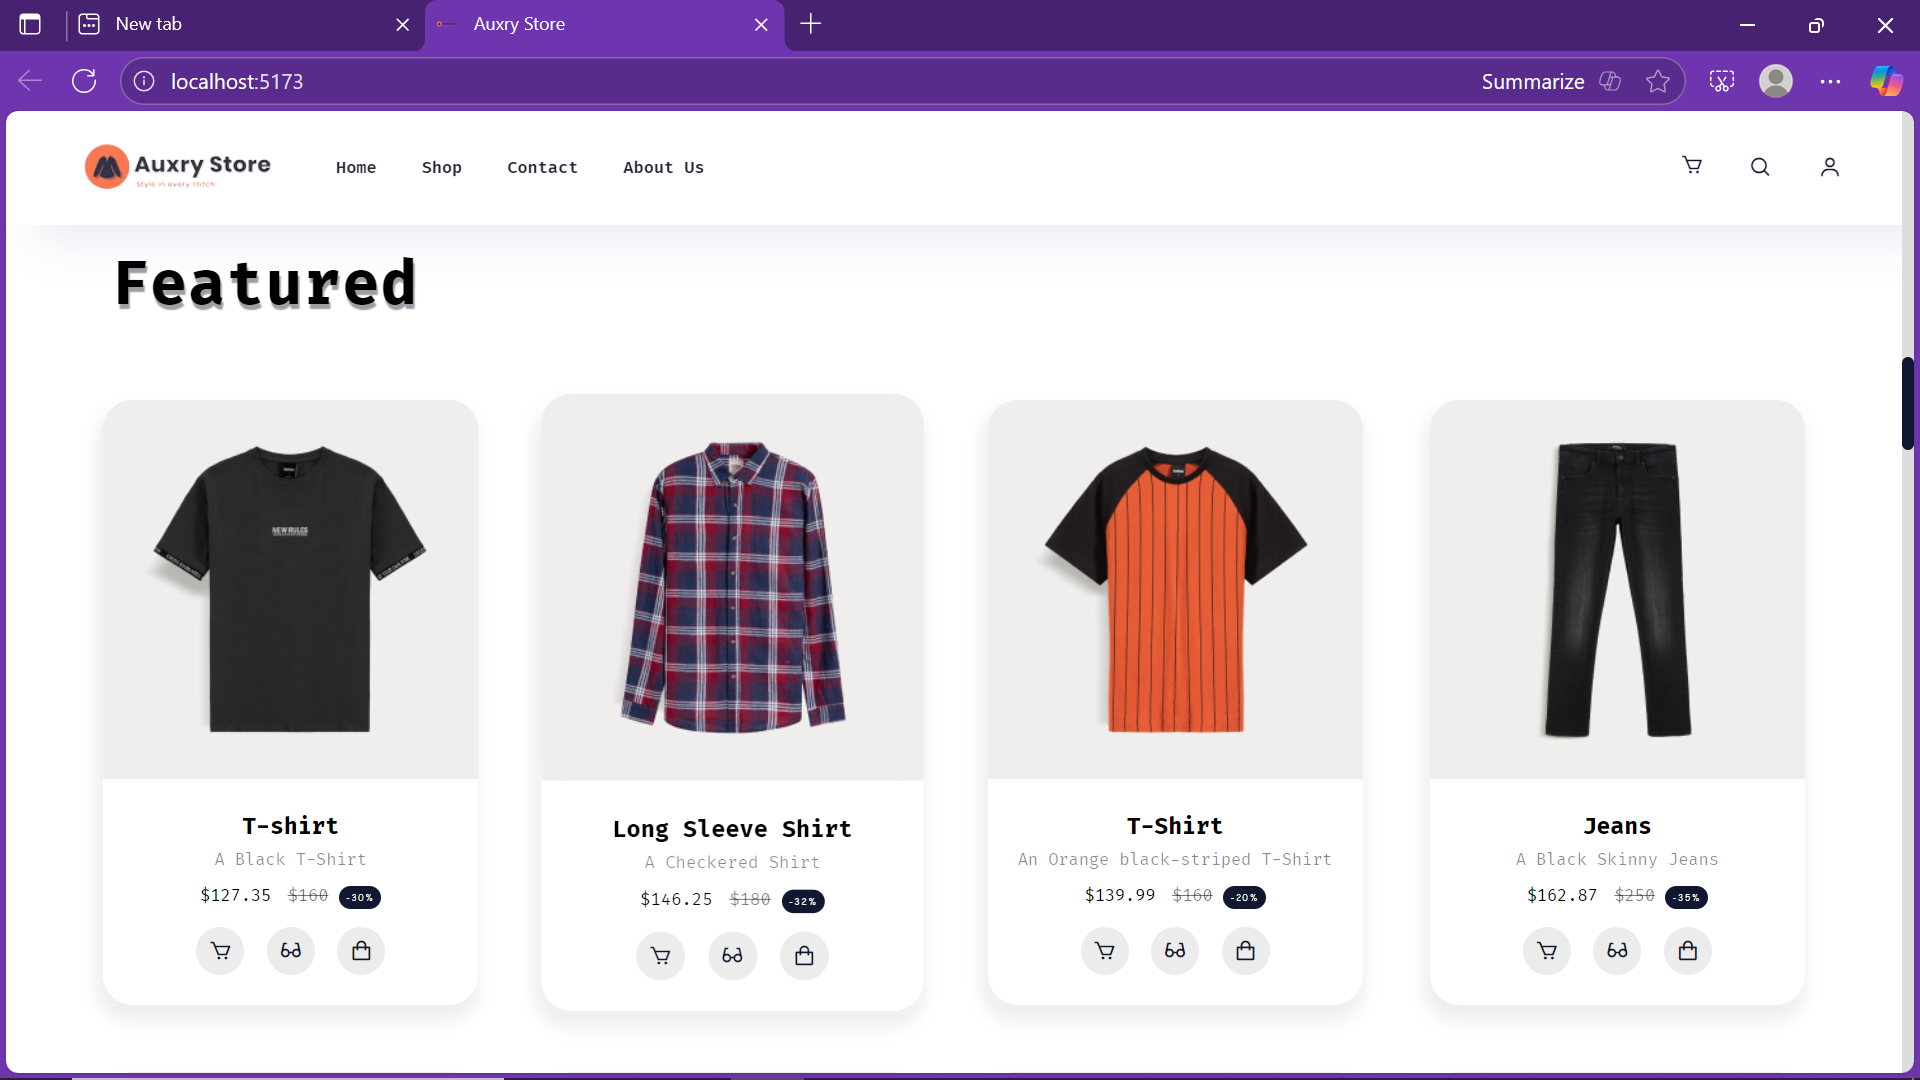 New tab
Auxry Store
localhost:5173
Summarize
Auxry Store
Style in every stitch
Home
Shop
Contact
About Us
Featured
NEW RULES
T-shirt
A Black T-Shirt
$127.35 $160 -30%
Long Sleeve Shirt
A Checkered Shirt
$146.25 $180 -32%
T-Shirt
An Orange black-striped T-Shirt
$139.99 $160 -20%
Jeans
A Black Skinny Jeans
$162.87 $250 -35%